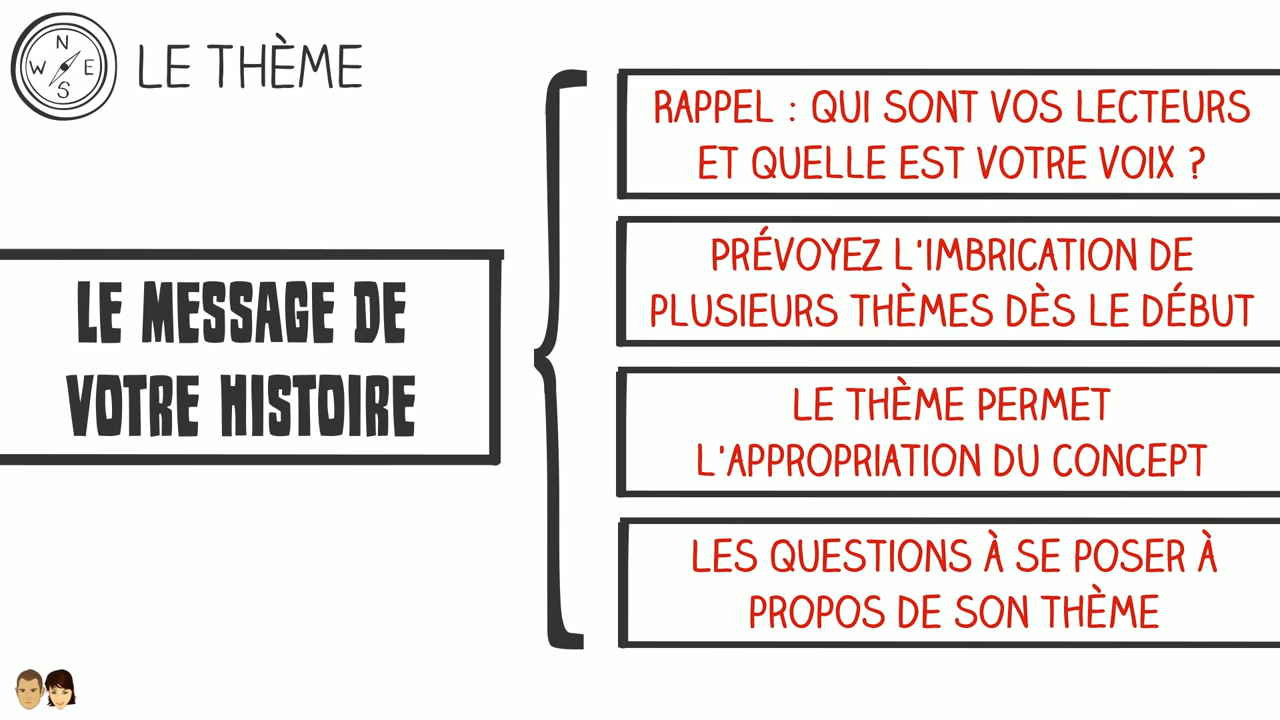 N
W E
S
LE THÈME
LE MESSAGE DE
VOTRE HISTOIRE
RAPPEL : QUI SONT VOS LECTEURS
ET QUELLE EST VOTRE VOIX ?
PRÉVOYEZ L'IMBRICATION DE
PLUSIEURS THÈMES DÈS LE DÉBUT
LE THÈME PERMET
L'APPROPRIATION DU CONCEPT
LES QUESTIONS À SE POSER À
PROPOS DE SON THÈME